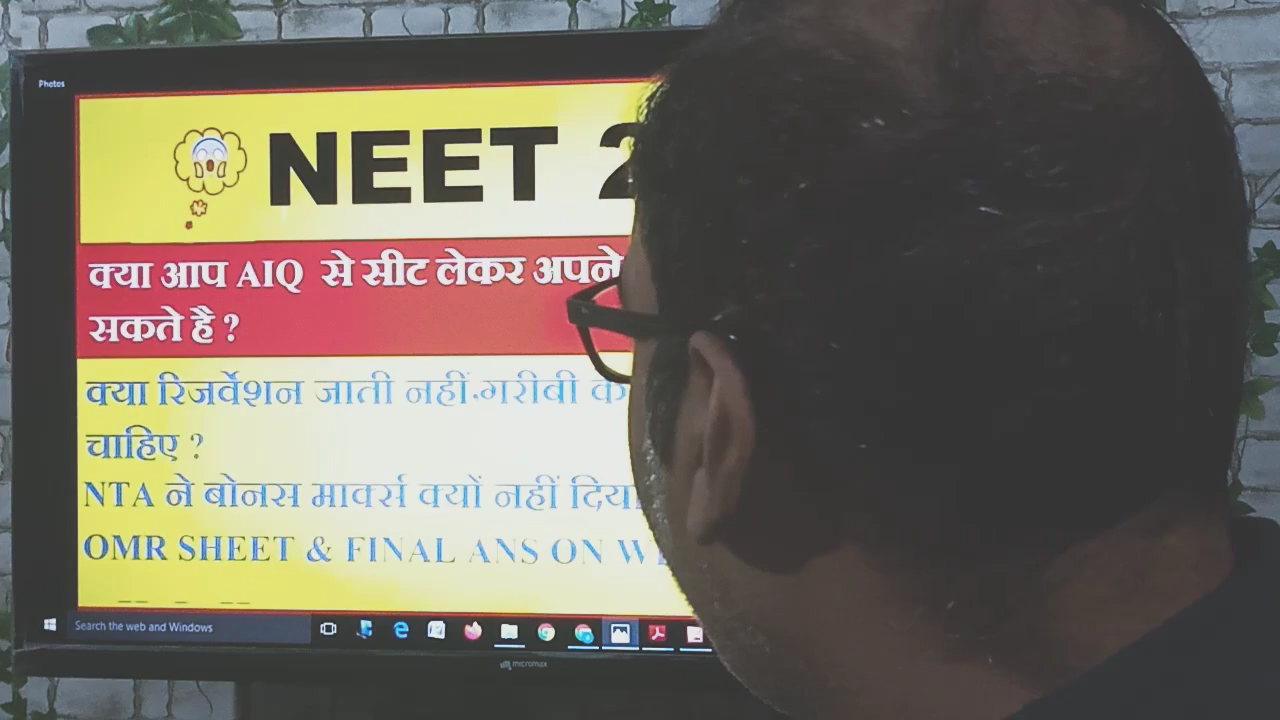 Photos
NEET 2
क्या आप AIQ से सीट लेकर अपने
सकते है ?
क्या रिजर्वेशन जाती नहीं-गरीबी
चाहिए ?
NTA ने बोनस मार्क्स क्यों नहीं
OMR SHEET & FINAL ANS ON
Search the web and Windows
micromax